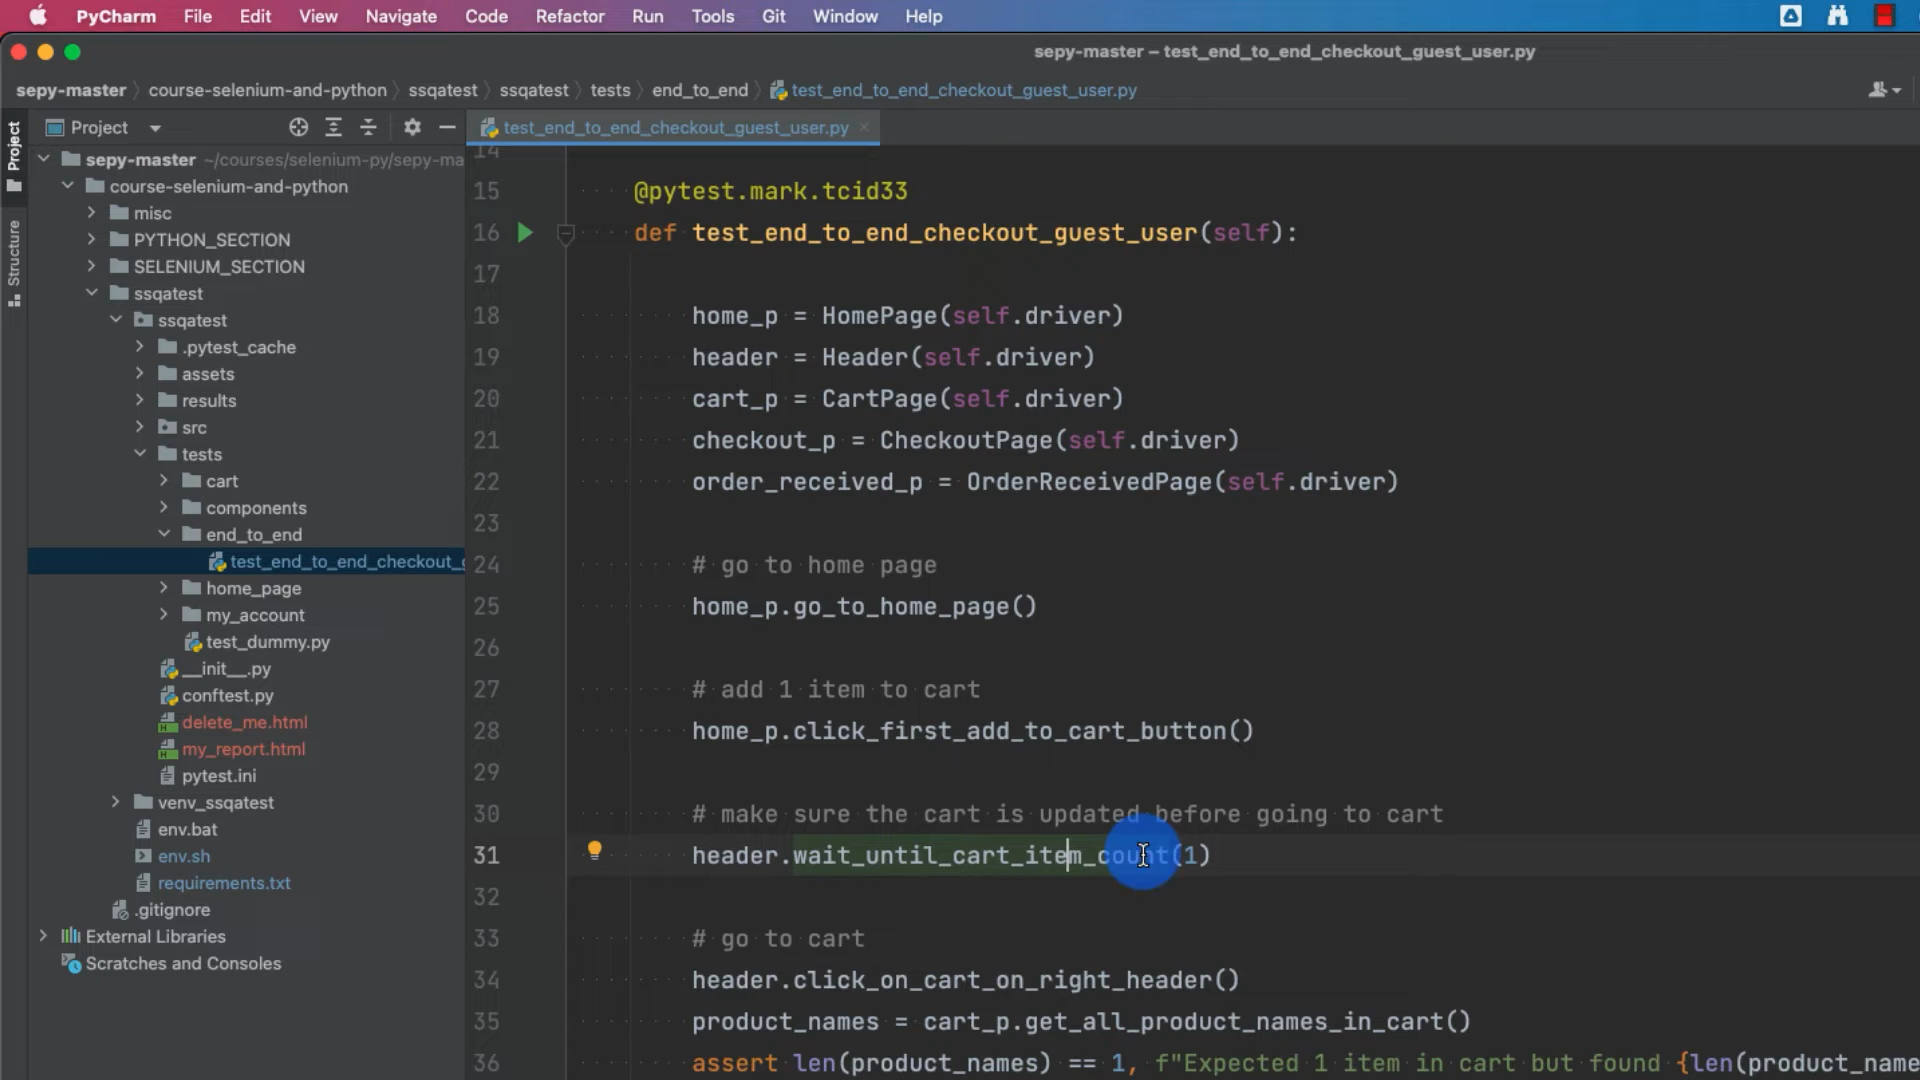 PyCharm File Edit View Navigate Code Refactor Run Tools Git Window Help
sepy-master – test_end_to_end_checkout_guest_user.py
sepy-master course-selenium-and-python ssqatest ssqatest tests end_to_end test_end_to_end_checkout_guest_user.py
Project
Structure
Project
sepy-master ~/courses/selenium-py/sepy-ma
course-selenium-and-python
misc
PYTHON_SECTION
SELENIUM_SECTION
ssqatest
ssqatest
.pytest_cache
assets
results
src
tests
cart
components
end_to_end
test_end_to_end_checkout_
home_page
my_account
test_dummy.py
__init__.py
conftest.py
delete_me.html
my_report.html
pytest.ini
venv_ssqatest
env.bat
env.sh
requirements.txt
.gitignore
External Libraries
Scratches and Consoles
test_end_to_end_checkout_guest_user.py
14
15 @pytest.mark.tcid33
16 def test_end_to_end_checkout_guest_user(self):
17
18 home_p = HomePage(self.driver)
19 header = Header(self.driver)
20 cart_p = CartPage(self.driver)
21 checkout_p = CheckoutPage(self.driver)
22 order_received_p = OrderReceivedPage(self.driver)
23
24 # go to home page
25 home_p.go_to_home_page()
26
27 # add 1 item to cart
28 home_p.click_first_add_to_cart_button()
29
30 # make sure the cart is updated before going to cart
31 header.wait_until_cart_item_count(1)
32
33 # go to cart
34 header.click_on_cart_on_right_header()
35 product_names = cart_p.get_all_product_names_in_cart()
36 assert len(product_names) == 1, f"Expected 1 item in cart but found {len(product_name